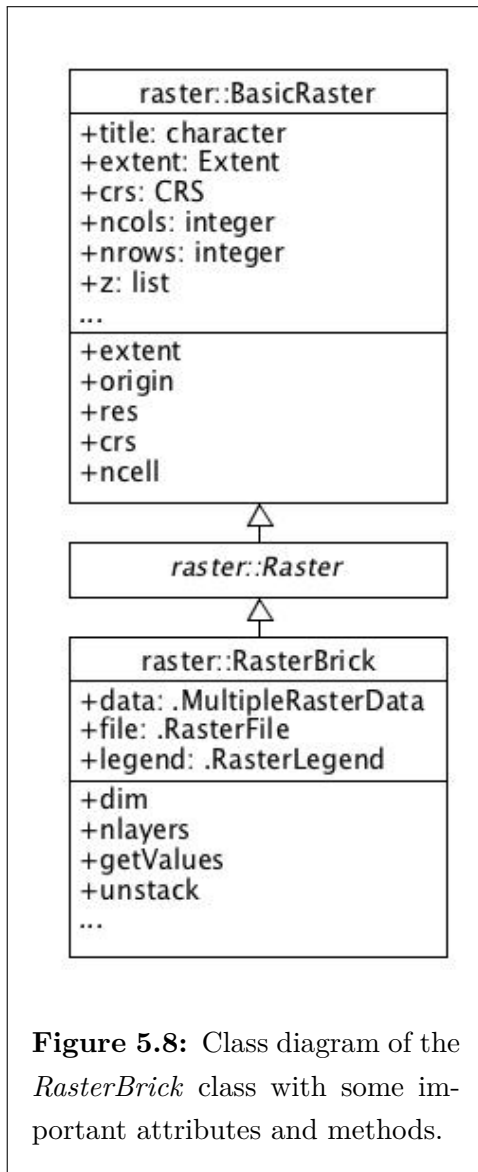 raster::BasicRaster
+title: character
+extent: Extent
+crs: CRS
+ncols: integer
+nrows: integer
+z: list
...
+extent
+origin
+res
+crs
+ncell
raster::Raster
raster::RasterBrick
+data: .MultipleRasterData
+file: .RasterFile
+legend: .RasterLegend
+dim
+nlayers
+getValues
+unstack
...
Figure 5.8: Class diagram of the
RasterBrick class with some im-
portant attributes and methods.